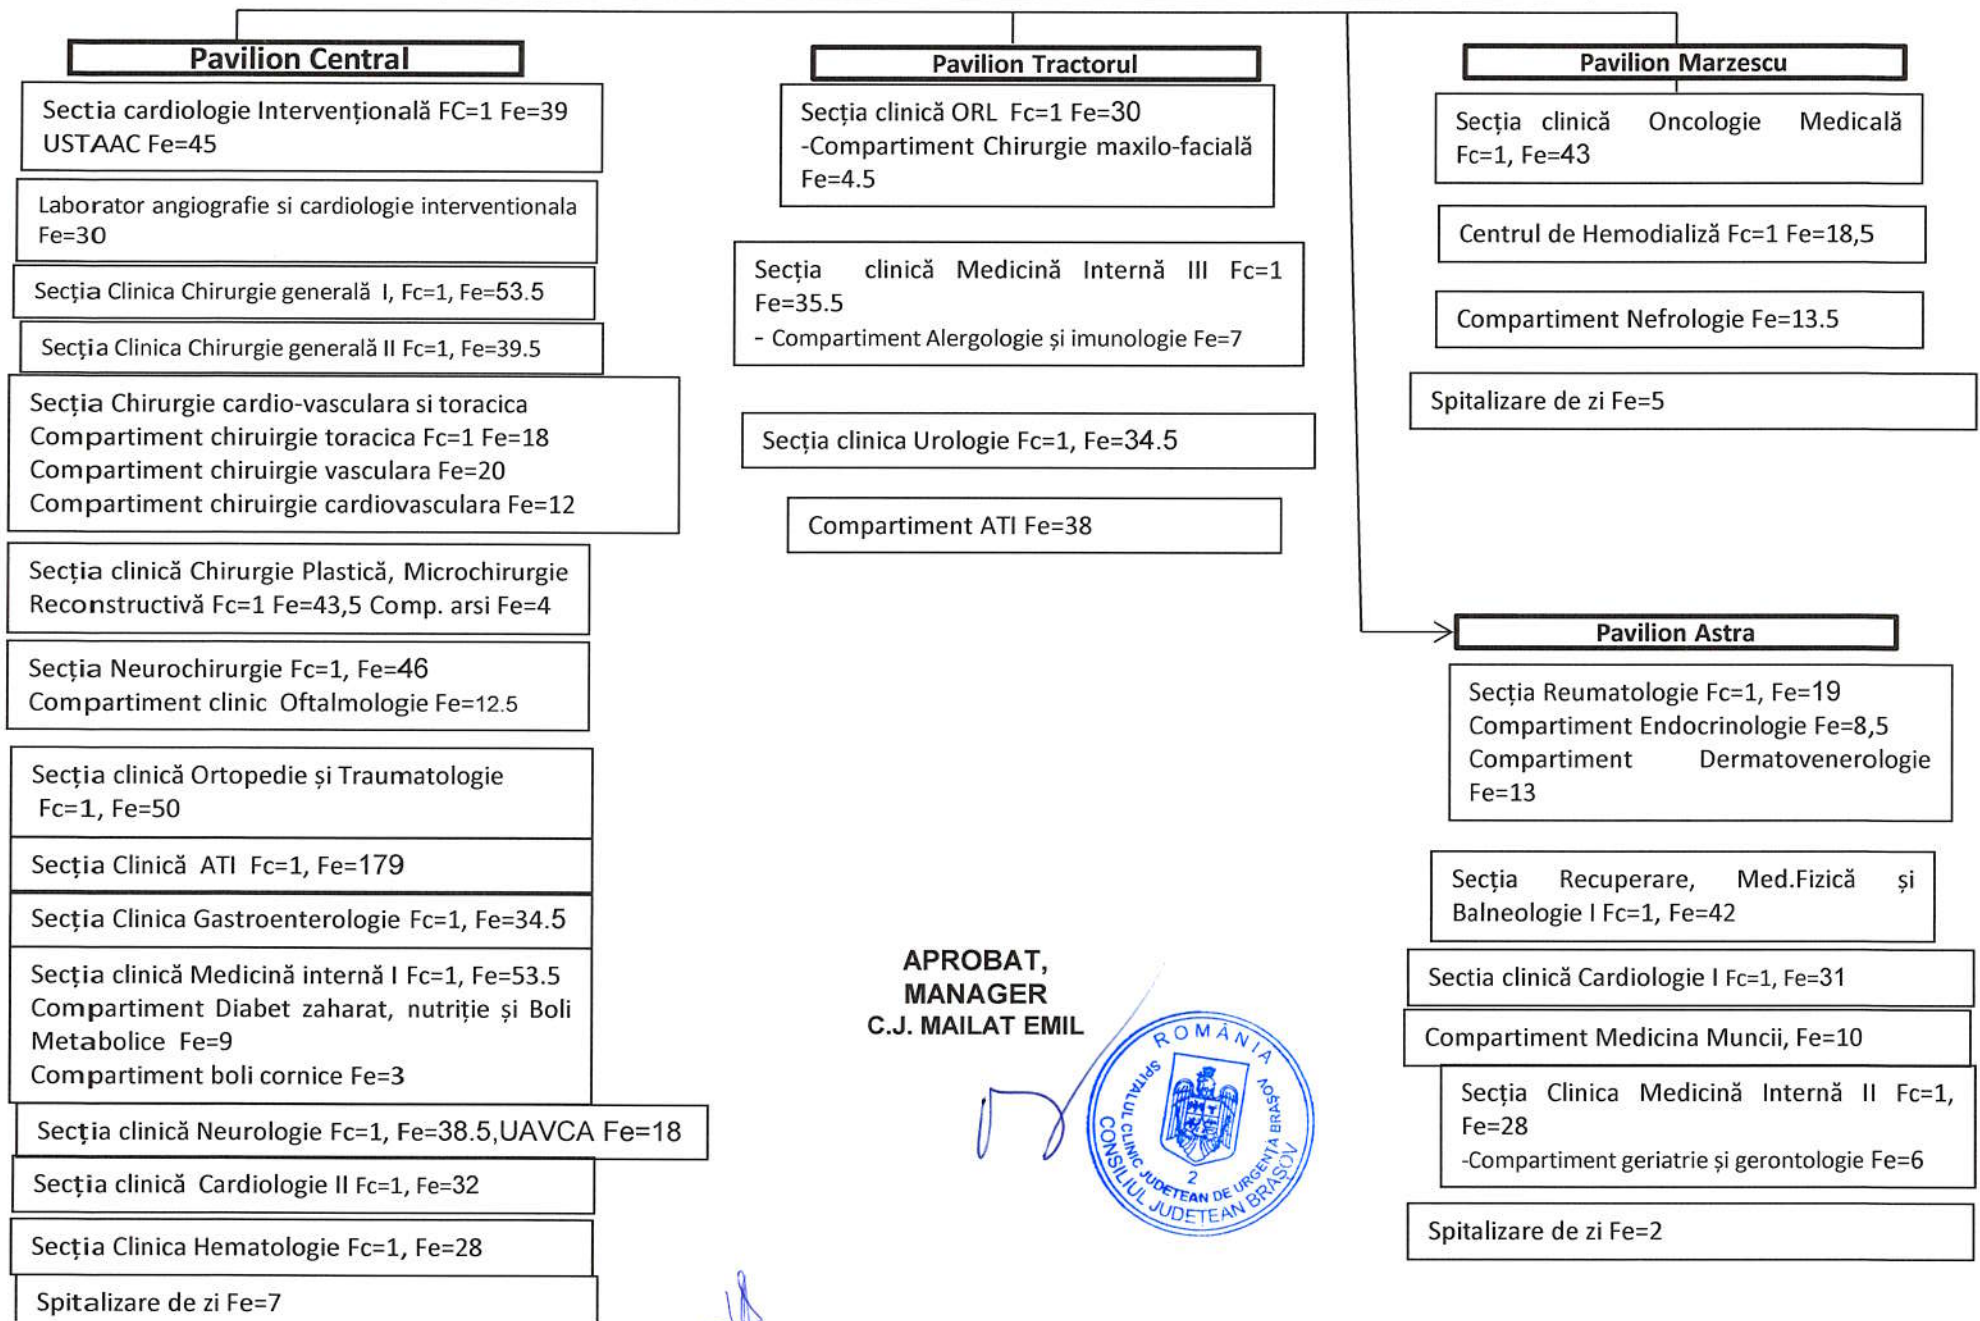 Pavilion Central
Sectia cardiologie Intervențională FC=1 Fe=39
USTAAC Fe=45
Laborator angiografie si cardiologie interventionala
Fe=30
Secția Clinica Chirurgie generală I, Fc=1, Fe=53.5
Secția Clinica Chirurgie generală II Fc=1, Fe=39.5
Secția Chirurgie cardio-vasculara si toracica
Compartiment chiruirgie toracica Fc=1 Fe=18
Compartiment chiruirgie vasculara Fe=20
Compartiment chiruirgie cardiovasculara Fe=12
Secția clinică Chirurgie Plastică, Microchirurgie
Reconstructivă Fc=1 Fe=43,5 Comp. arsi Fe=4
Secția Neurochirurgie Fc=1, Fe=46
Compartiment clinic Oftalmologie Fe=12.5
Secția clinică Ortopedie și Traumatologie
Fc=1, Fe=50
Secția Clinică ATI Fc=1, Fe=179
Secția Clinica Gastroenterologie Fc=1, Fe=34.5
Secția clinică Medicină internă I Fc=1, Fe=53.5
Compartiment Diabet zaharat, nutriție și Boli
Metabolice Fe=9
Compartiment boli cornice Fe=3
Secția clinică Neurologie Fc=1, Fe=38.5,UAVCA Fe=18
Secția clinică Cardiologie II Fc=1, Fe=32
Secția Clinica Hematologie Fc=1, Fe=28
Spitalizare de zi Fe=7
Pavilion Tractorul
Secția clinică ORL Fc=1 Fe=30
-Compartiment Chirurgie maxilo-facială
Fe=4.5
Secția clinică Medicină Internă III Fc=1
Fe=35.5
- Compartiment Alergologie și imunologie Fe=7
Secția clinica Urologie Fc=1, Fe=34.5
Compartiment ATI Fe=38
APROBAT,
MANAGER
C.J. MAILAT EMIL
ROMÂNIA
SPITALUL CLINIC JUDETEAN DE URGENȚĂ BRAȘOV
CONSILIUL JUDETEAN BRAȘOV
2
Pavilion Marzescu
Secția clinică Oncologie Medicală
Fc=1, Fe=43
Centrul de Hemodializă Fc=1 Fe=18,5
Compartiment Nefrologie Fe=13.5
Spitalizare de zi Fe=5
Pavilion Astra
Secția Reumatologie Fc=1, Fe=19
Compartiment Endocrinologie Fe=8,5
Compartiment Dermatovenerologie
Fe=13
Secția Recuperare, Med.Fizică și
Balneologie I Fc=1, Fe=42
Sectia clinică Cardiologie I Fc=1, Fe=31
Compartiment Medicina Muncii, Fe=10
Secția Clinica Medicină Internă II Fc=1,
Fe=28
-Compartiment geriatrie și gerontologie Fe=6
Spitalizare de zi Fe=2